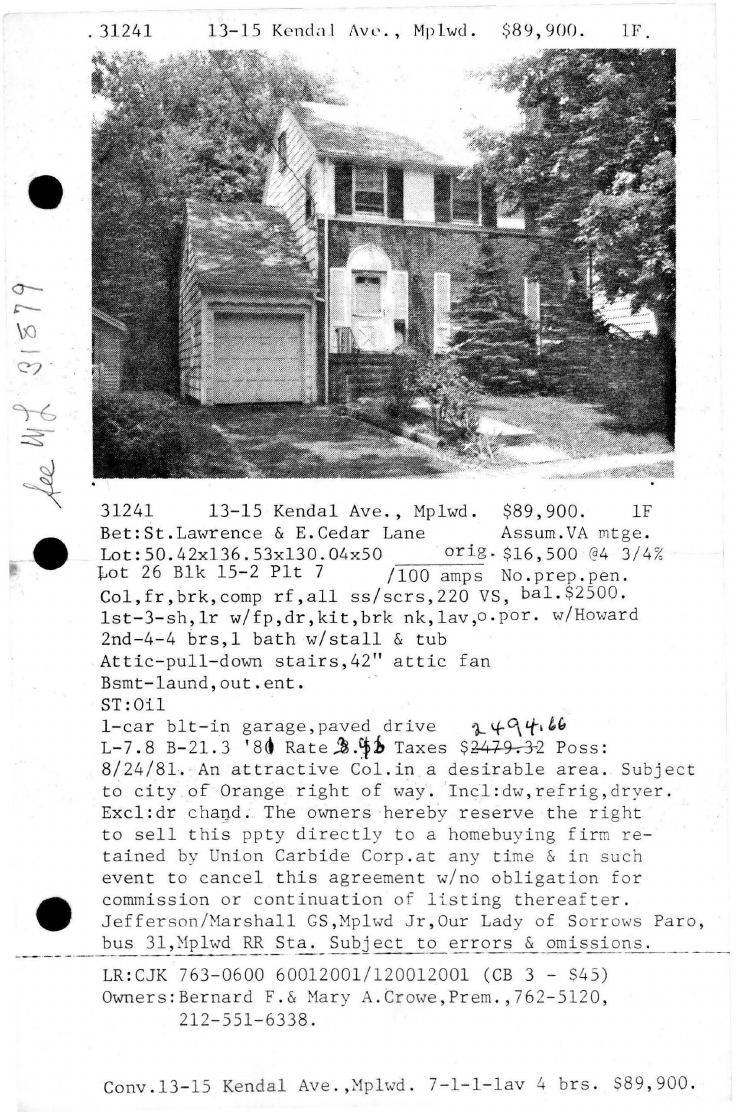 .31241 13-15 Kendal Ave., Mplwd. $89,900. 1F.
See ML 31879
31241 13-15 Kendal Ave., Mplwd. $89,900. 1F
Bet:St.Lawrence & E.Cedar Lane Assum.VA mtge.
Lot:50.42x136.53x130.04x50 orig. $16,500 @4 3/4%
Lot 26 Blk 15-2 Plt 7 /100 amps No.prep.pen.
Col,fr,brk,comp rf,all ss/scrs,220 VS, bal.$2500.
1st-3-sh,lr w/fp,dr,kit,brk nk,lav,o.por. w/Howard
2nd-4-4 brs,1 bath w/stall & tub
Attic-pull-down stairs,42" attic fan
Bsmt-laund,out.ent.
ST:Oil
1-car blt-in garage,paved drive 2494.66
L-7.8 B-21.3 '81 Rate Taxes $2479.32 Poss:
8/24/81. An attractive Col.in a desirable area. Subject
to city of Orange right of way. Incl:dw,refrig,dryer.
Excl:dr chand. The owners hereby reserve the right
to sell this ppty directly to a homebuying firm re-
tained by Union Carbide Corp.at any time & in such
event to cancel this agreement w/no obligation for
commission or continuation of listing thereafter.
Jefferson/Marshall GS,Mplwd Jr,Our Lady of Sorrows Paro,
bus 31,Mplwd RR Sta. Subject to errors & omissions.
LR:CJK 763-0600 60012001/120012001 (CB 3 - $45)
Owners:Bernard F.& Mary A.Crowe,Prem.,762-5120,
212-551-6338.
Conv.13-15 Kendal Ave.,Mplwd. 7-1-1-lav 4 brs. $89,900.